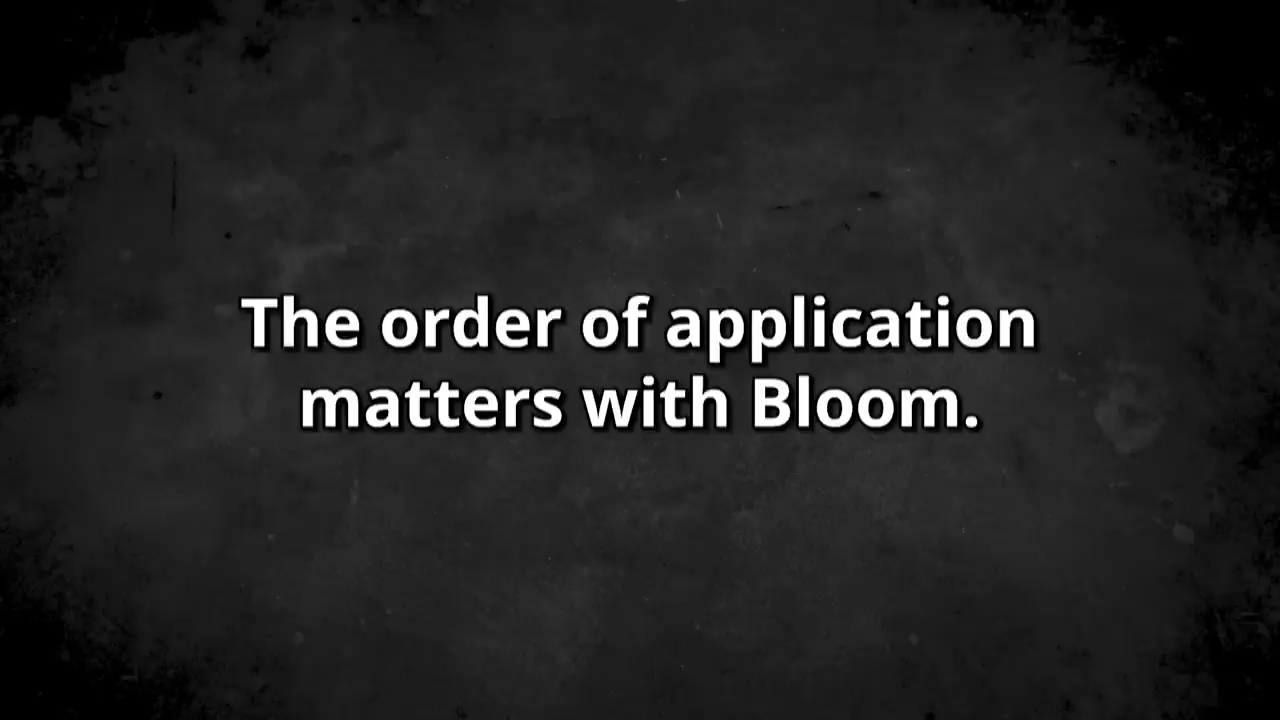 The order of application
matters with Bloom.